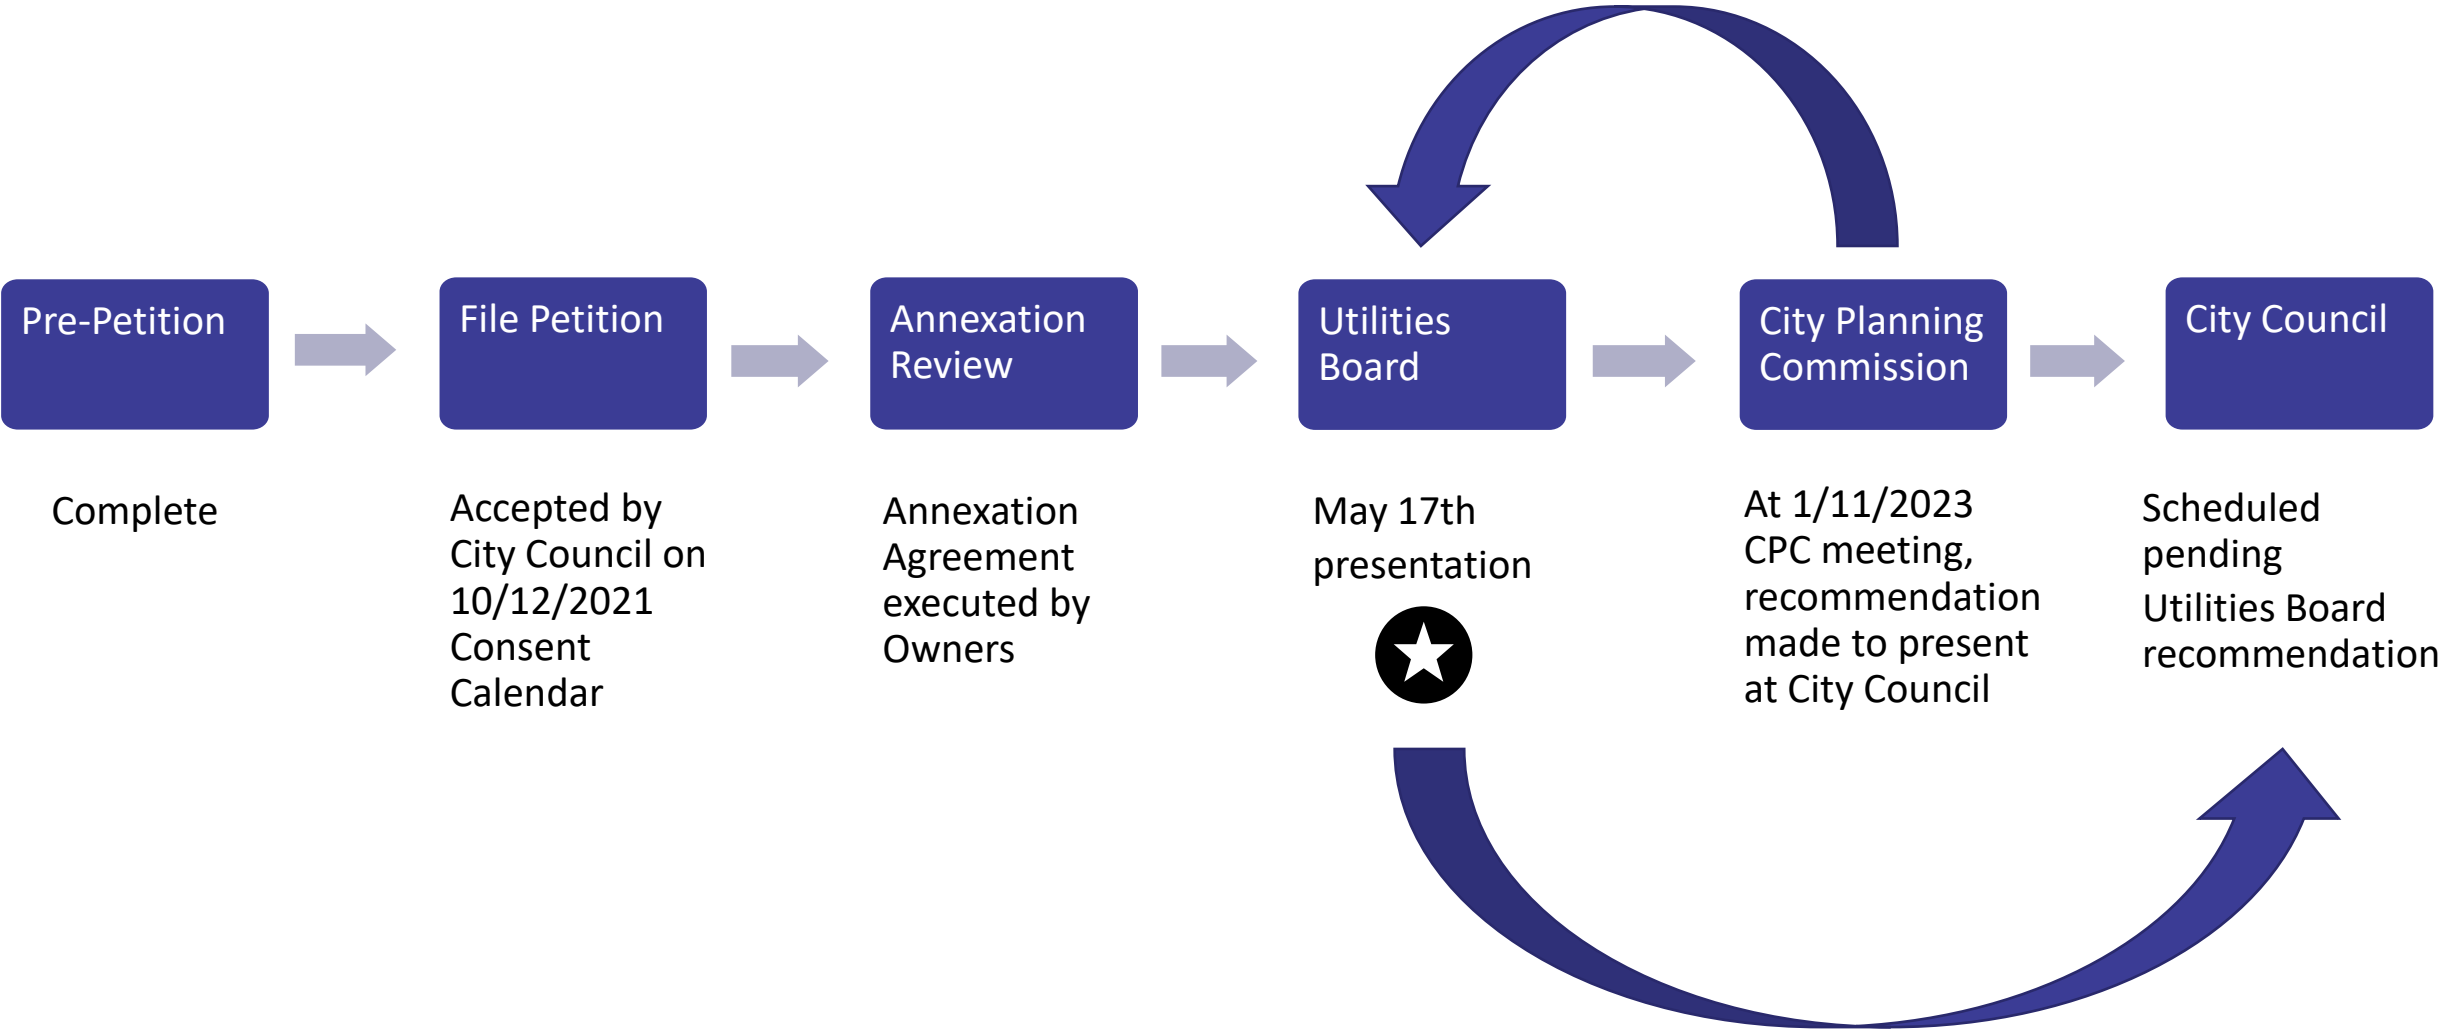 Pre-Petition
File Petition
Annexation
Review
Utilities
Board
City Planning
Commission
City Council
Complete
Accepted by
City Council on
10/12/2021
Consent
Calendar
Annexation
Agreement
executed by
Owners
May 17th
presentation
At 1/11/2023
CPC meeting,
recommendation
made to present
at City Council
Scheduled
pending
Utilities Board
recommendation